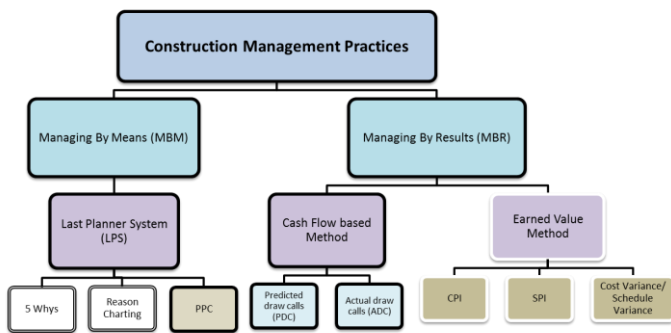 Construction Management Practices
Managing By Means (MBM)
Managing By Results (MBR)
Last Planner System
(LPS)
Cash Flow based
Method
Earned Value
Method
5 Whys
Reason
Charting
PPC
Predicted
draw calls
(PDC)
Actual draw
calls (ADC)
CPI
SPI
Cost Variance/
Schedule
Variance